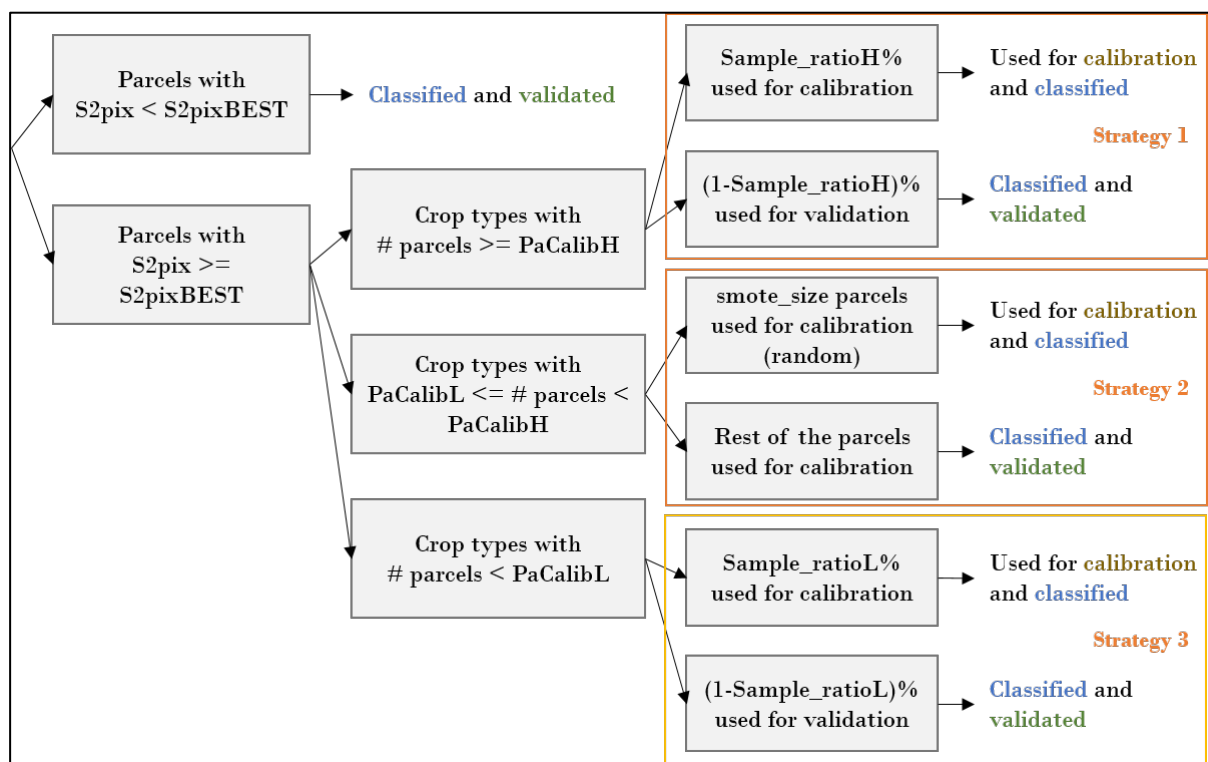 Parcels with
S2pix < S2pixBEST
Classified and validated
Parcels with
S2pix >=
S2pixBEST
Crop types with
# parcels >= PaCalibH
Crop types with
PaCalibL <= # parcels <
PaCalibH
Crop types with
# parcels < PaCalibL
Sample_ratioH%
used for calibration
Used for calibration
and classified
Strategy 1
(1-Sample_ratioH)%
used for validation
Classified and
validated
smote_size parcels
used for calibration
(random)
Used for calibration
and classified
Strategy 2
Rest of the parcels
used for calibration
Classified and
validated
Sample_ratioL%
used for calibration
Used for calibration
and classified
Strategy 3
(1-Sample_ratioL)%
used for validation
Classified and
validated